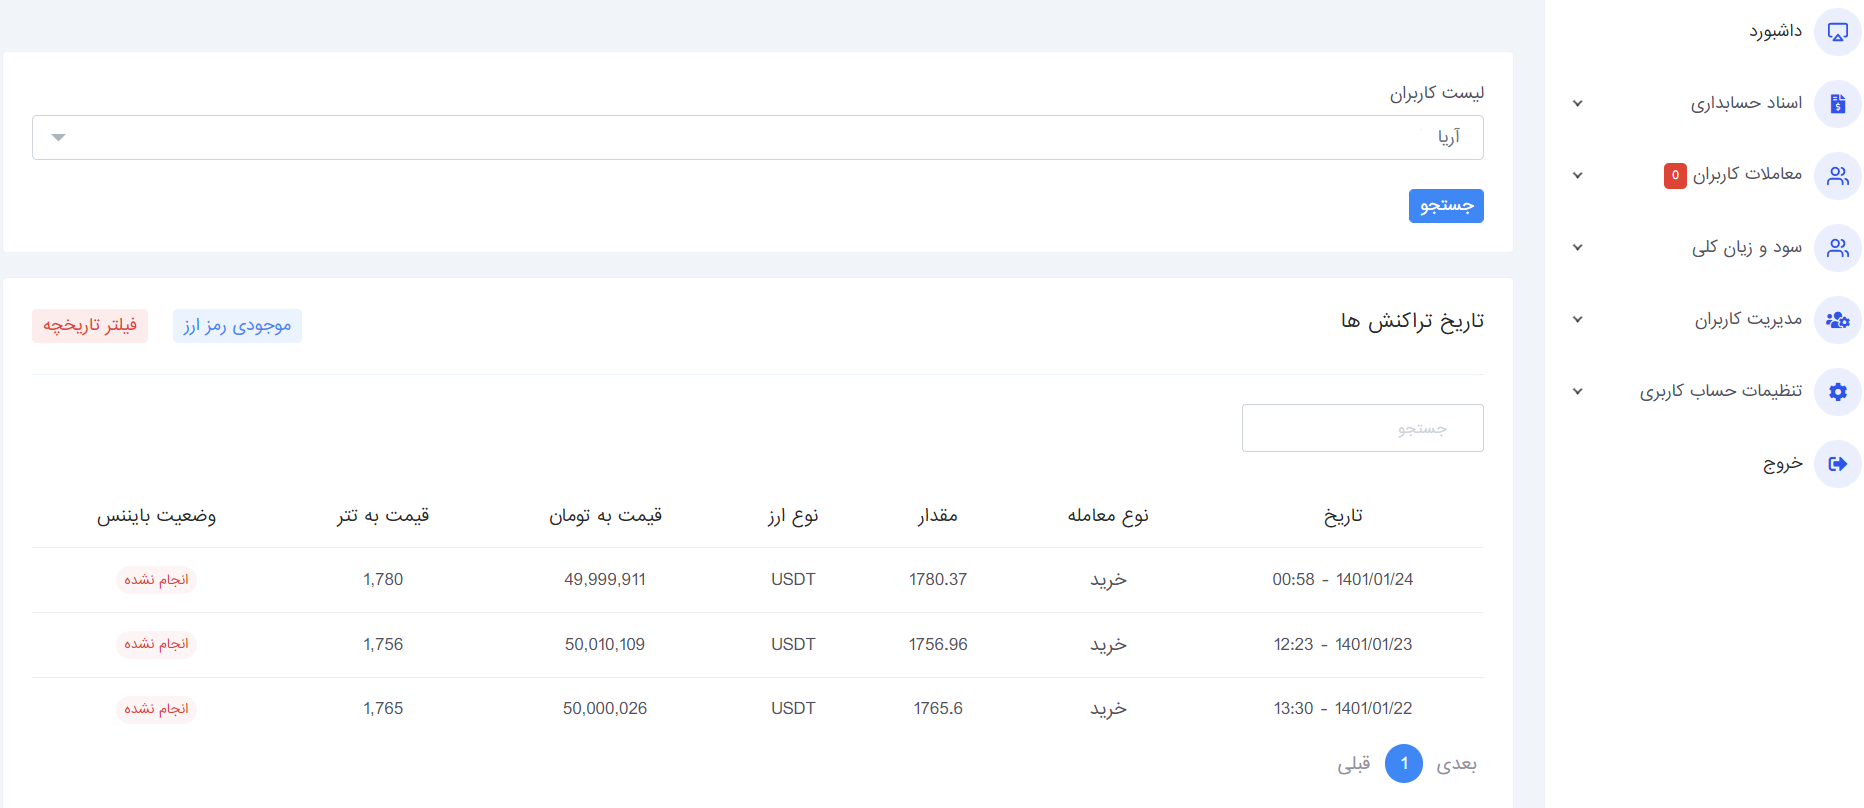 داشبورد
اسناد حسابداری
معاملات کاربران 0
سود و زیان کلی
مدیریت کاربران
تنظیمات حساب کاربری
خروج
لیست کاربران
آریا
جستجو
تاریخ تراکنش ها
موجودی رمز ارز
فیلتر تاریخچه
جستجو
تاریخ نوع معامله مقدار نوع ارز قیمت به تومان قیمت به تتر وضعیت بایننس
1401/01/24 - 00:58 خرید 1780.37 USDT 49,999,911 1,780 انجام نشده
1401/01/23 - 12:23 خرید 1756.96 USDT 50,010,109 1,756 انجام نشده
1401/01/22 - 13:30 خرید 1765.6 USDT 50,000,026 1,765 انجام نشده
بعدی 1 قبلی